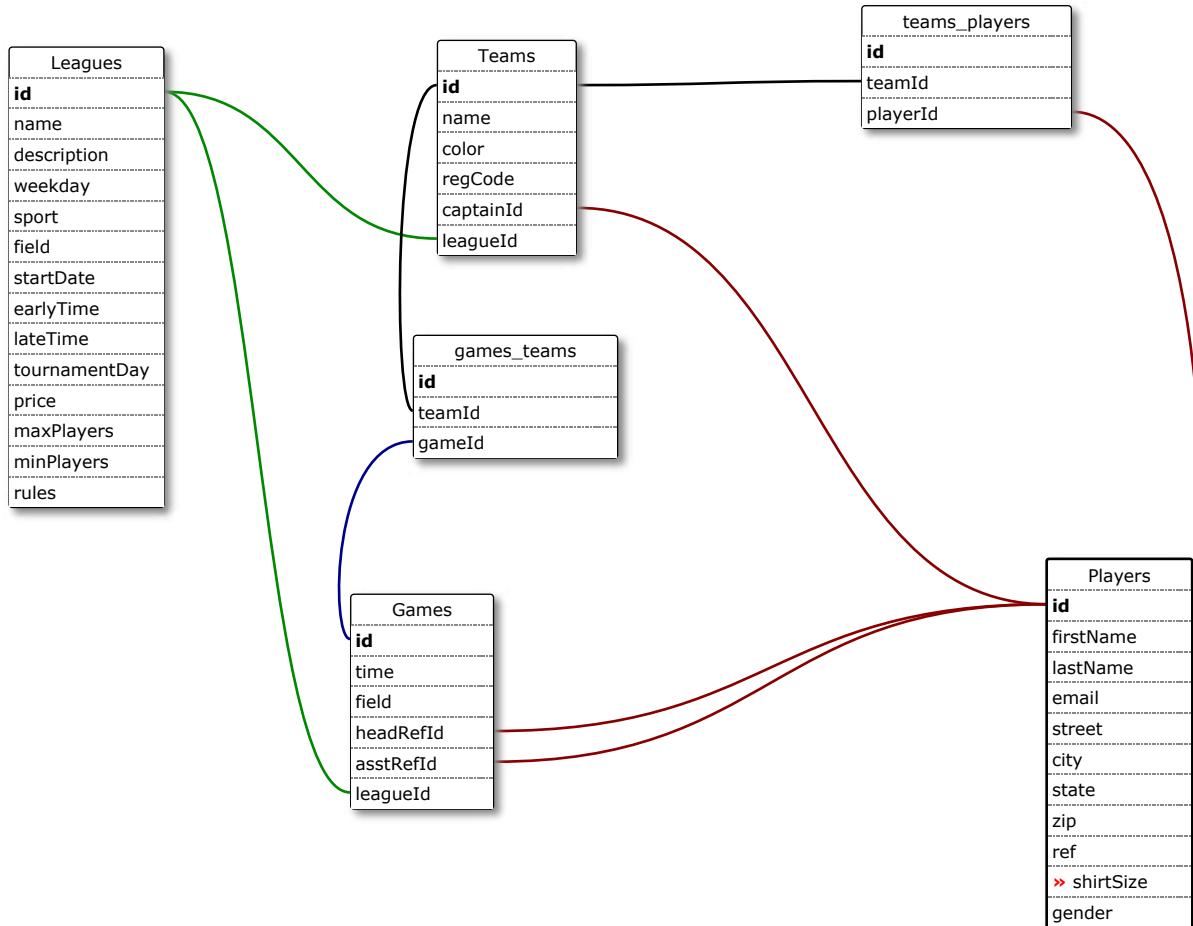 Leagues
id
name
description
weekday
sport
field
startDate
earlyTime
lateTime
tournamentDay
price
maxPlayers
minPlayers
rules
Teams
id
name
color
regCode
captainId
leagueId
teams_players
id
teamId
playerId
games_teams
id
teamId
gameId
Games
id
time
field
headRefId
asstRefId
leagueId
Players
id
firstName
lastName
email
street
city
state
zip
ref
» shirtSize
gender